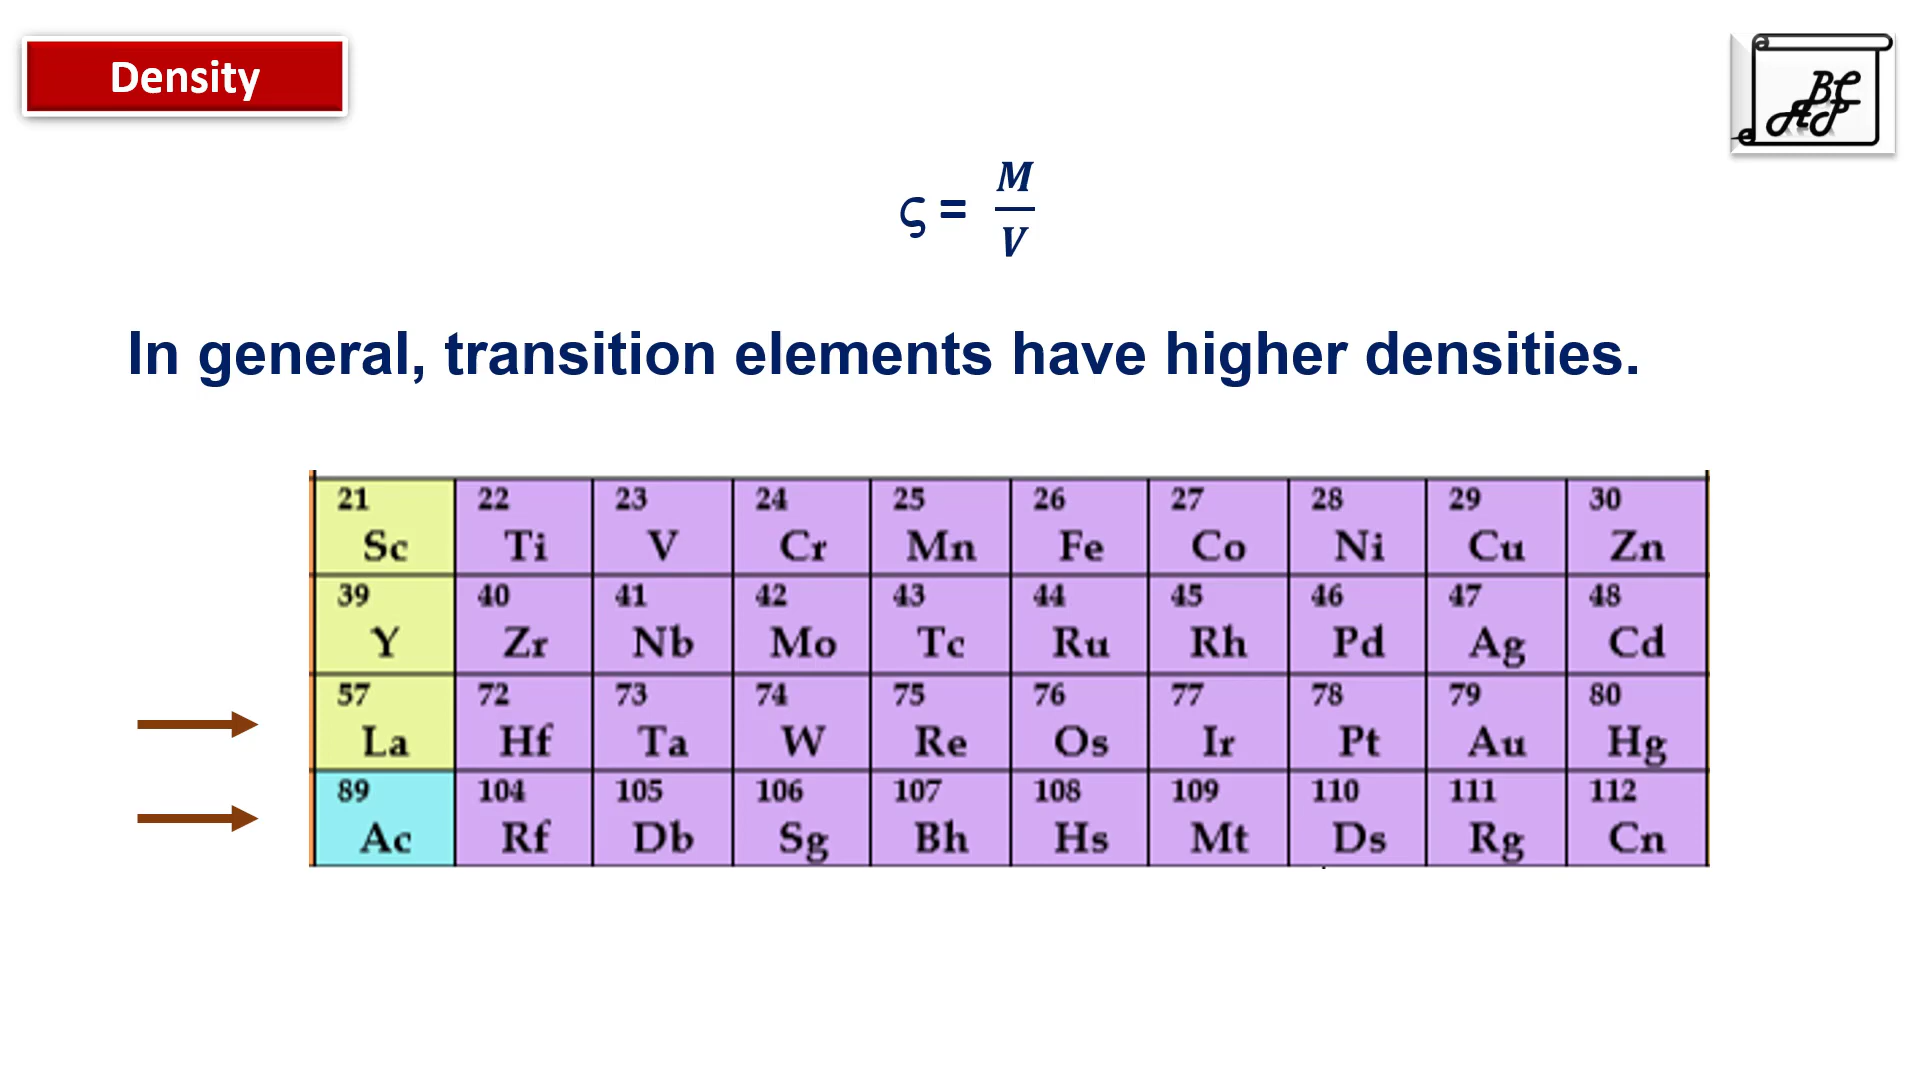 Density
ABCP
ς = M/V
In general, transition elements have higher densities.
21 22 23 24 25 26 27 28 29 30
Sc Ti V Cr Mn Fe Co Ni Cu Zn
39 40 41 42 43 44 45 46 47 48
Y Zr Nb Mo Tc Ru Rh Pd Ag Cd
57 72 73 74 75 76 77 78 79 80
La Hf Ta W Re Os Ir Pt Au Hg
89 104 105 106 107 108 109 110 111 112
Ac Rf Db Sg Bh Hs Mt Ds Rg Cn